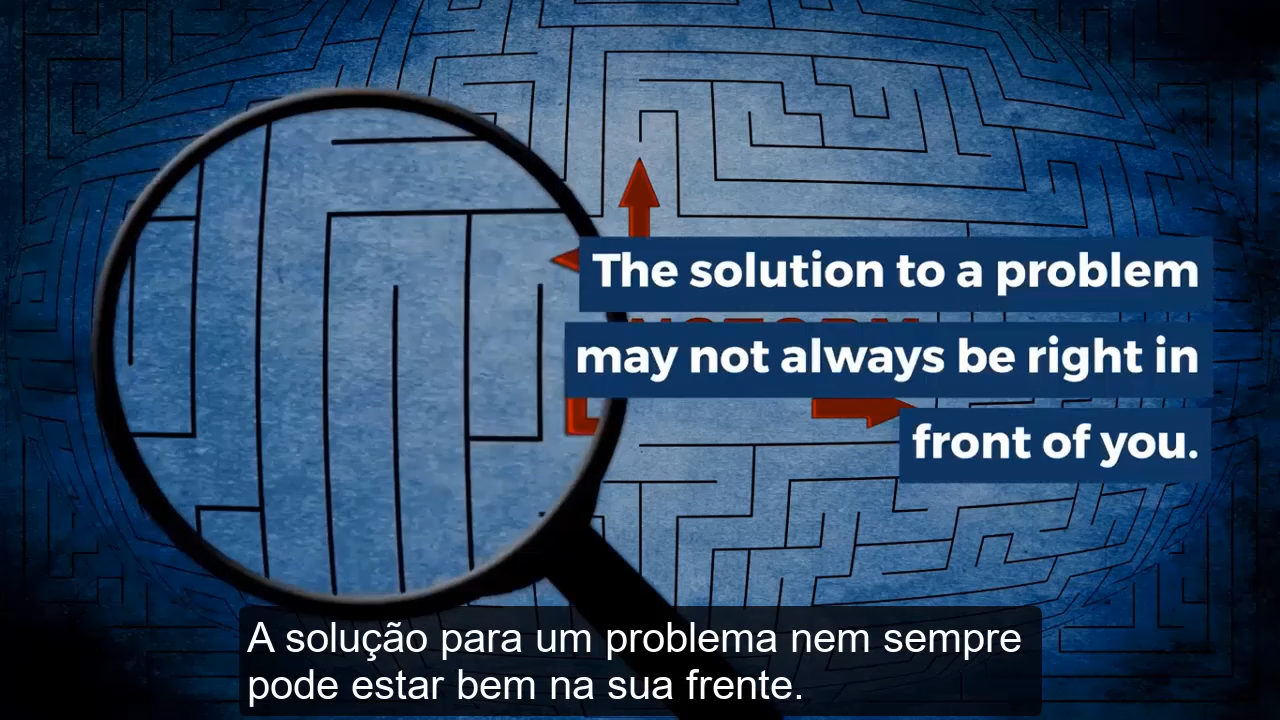 The solution to a problem
may not always be right in
front of you.
A solução para um problema nem sempre
pode estar bem na sua frente.